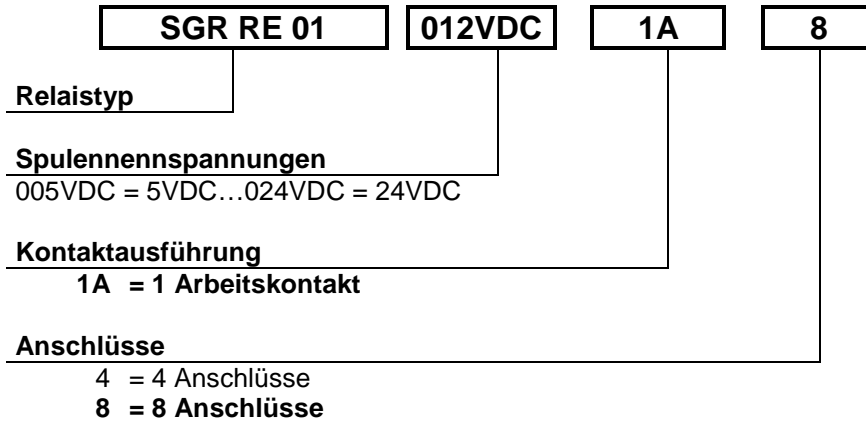 SGR RE 01 012VDC 1A 8
Relaistyp
Spulennennspannungen
005VDC = 5VDC…024VDC = 24VDC
Kontaktausführung
1A = 1 Arbeitskontakt
Anschlüsse
4 = 4 Anschlüsse
8 = 8 Anschlüsse